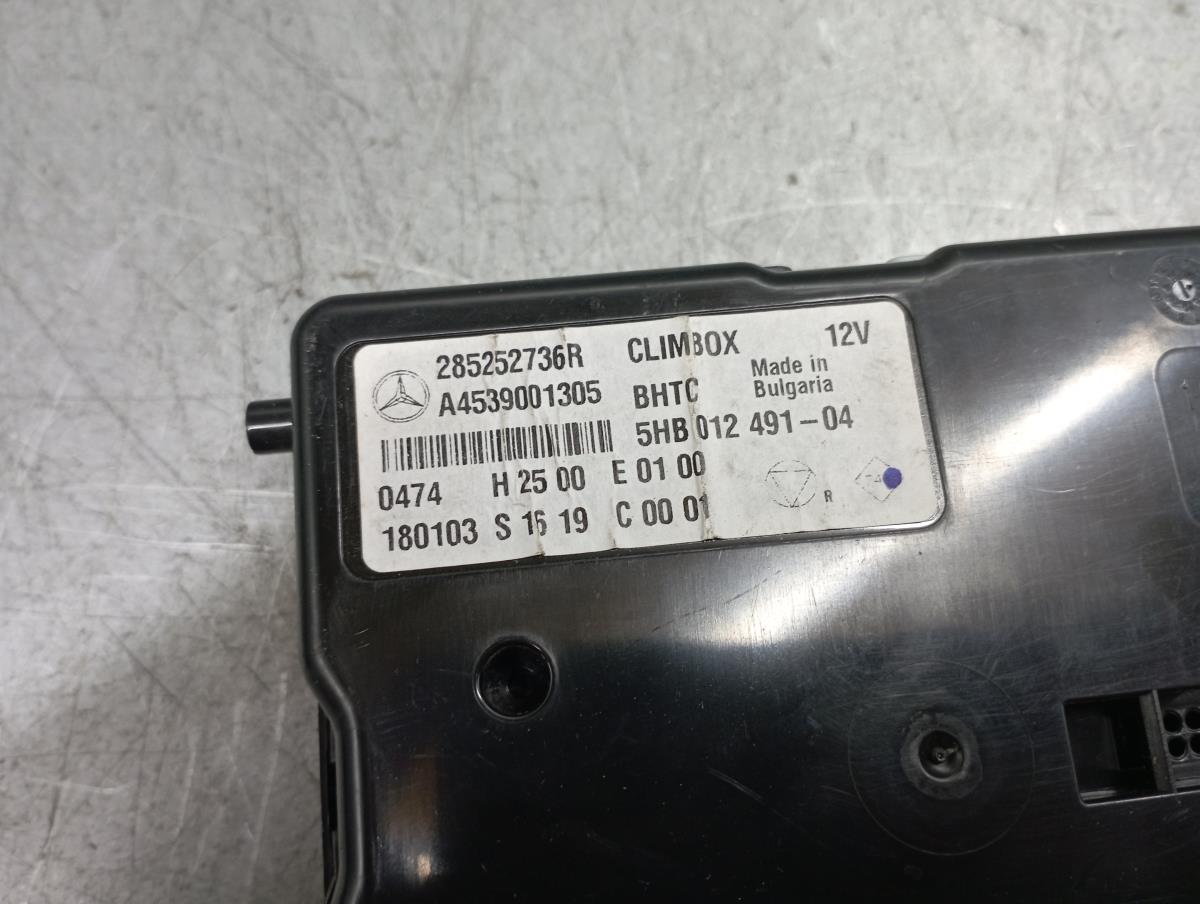 285252736R CLIMBOX 12V
A4539001305 BHTC Made in Bulgaria
5HB 012 491-04
0474 H 25 00 E 01 00
180103 S 16 19 C 00 01
R